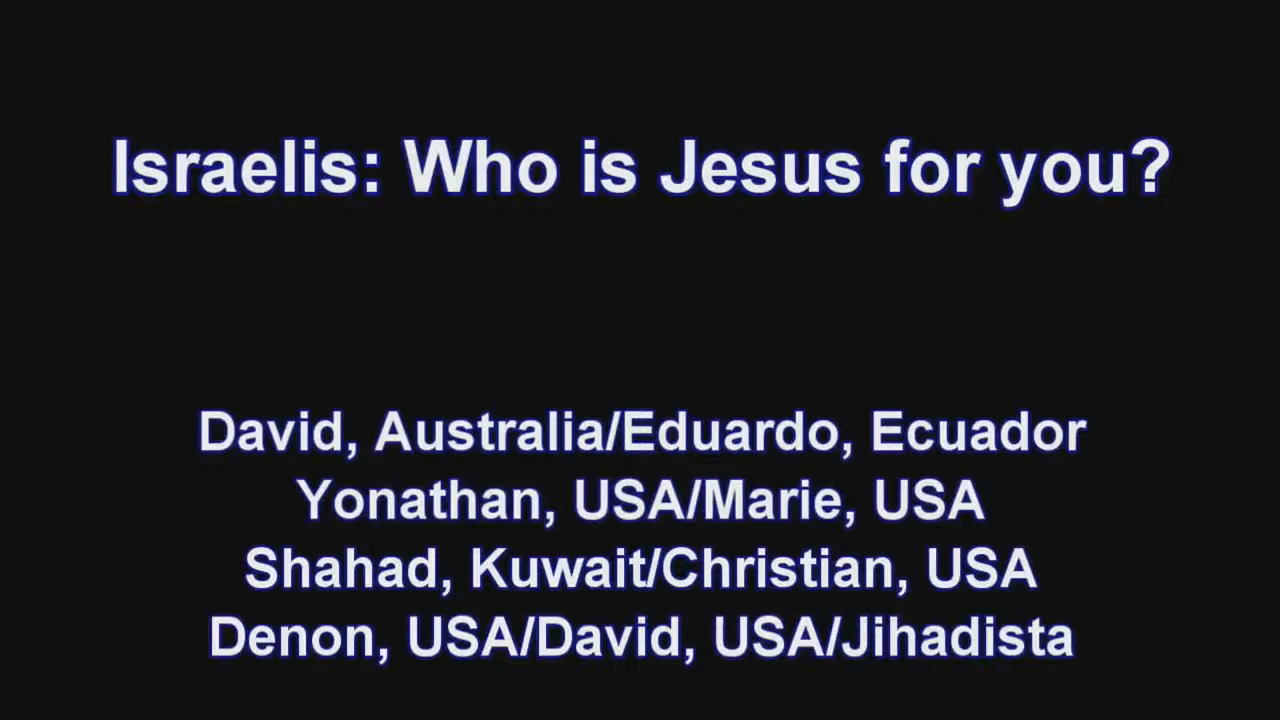 Israelis: Who is Jesus for you?
David, Australia/Eduardo, Ecuador
Yonathan, USA/Marie, USA
Shahad, Kuwait/Christian, USA
Denon, USA/David, USA/Jihadista